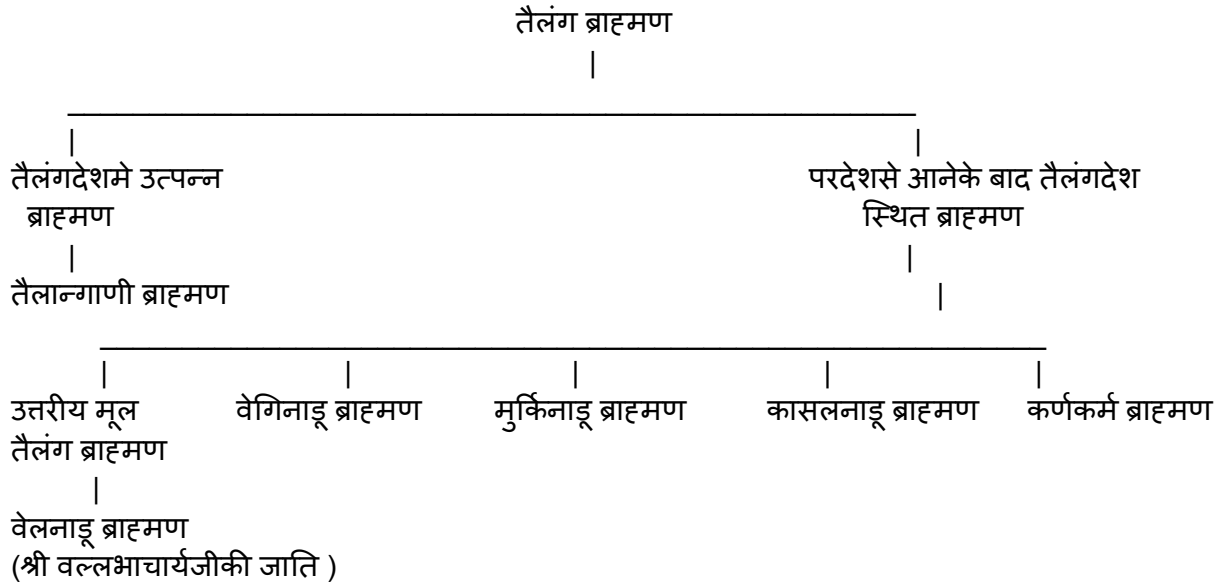 तैलंग ब्राह्मण
तैलंगदेशमे उत्पन्न परदेशसे आनेके बाद तैलंगदेश
ब्राह्मण स्थित ब्राह्मण
तैलान्गाणी ब्राह्मण
उत्तरीय मूल वेगिनाडू ब्राह्मण मुर्किनाडू ब्राह्मण कासलनाडू ब्राह्मण कर्णकर्म ब्राह्मण
तैलंग ब्राह्मण
वेलनाडू ब्राह्मण
(श्री वल्लभाचार्यजीकी जाति )